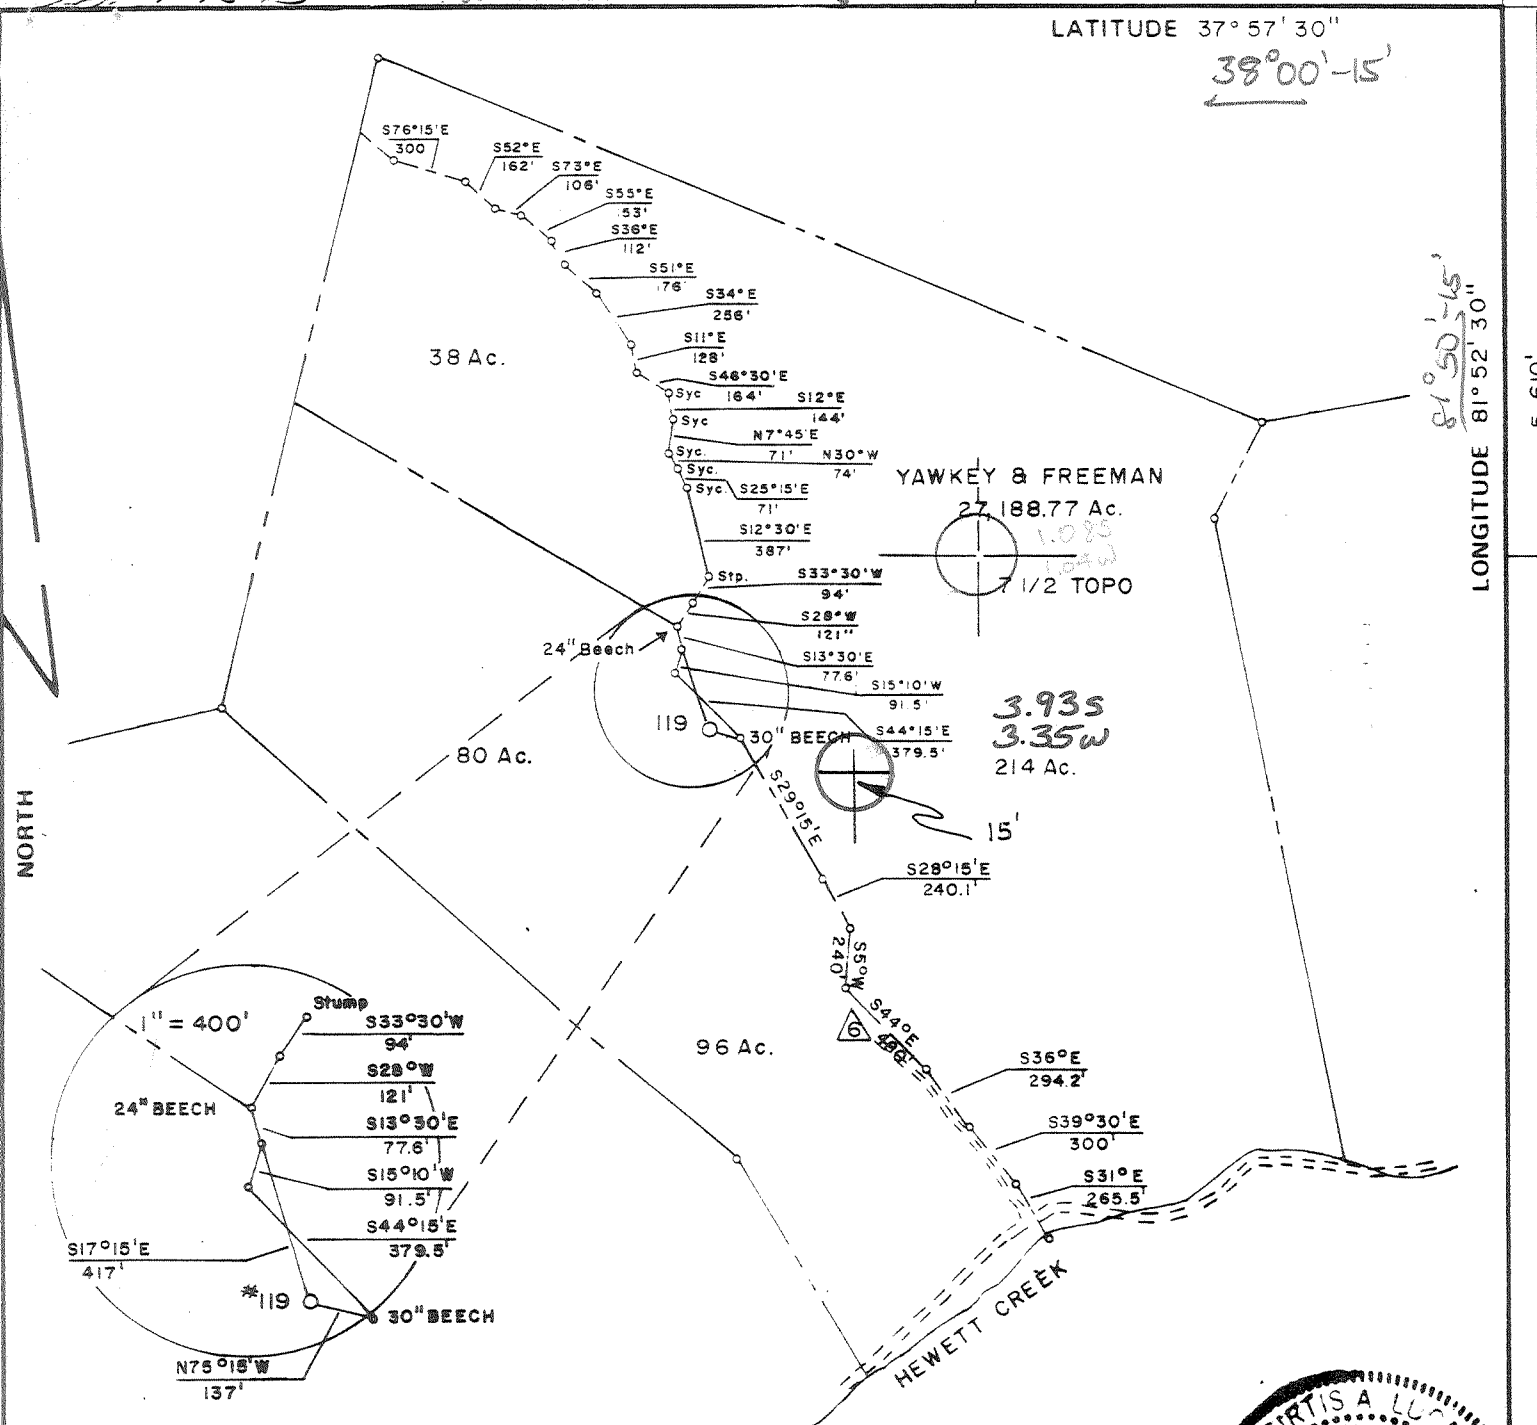 LATITUDE 37° 57' 30"
38°00'-15'
S76°15'E
300
S52°E
162'
S73°E
106'
S55°E
53'
S36°E
112'
S51°E
176'
S34°E
256'
S11°E
128'
38 Ac.
S46°30'E
164'
Syc
S12°E
144'
Syc
N7°45'E
71'
Syc.
N30°W
74'
Syc.
S25°15'E
71'
Syc.
S12°30'E
387'
Stp.
S33°30'W
94'
S28°W
121"
24" Beech
S13°30'E
77.6'
S15°10'W
91.5'
S44°15'E
379.5'
YAWKEY & FREEMAN
27,188.77 Ac.
1.08S
1.04W
7 1/2 TOPO
81°50'-15'
LONGITUDE 81° 52' 30"
3.93s
3.35w
214 Ac.
15'
119
30" BEECH
80 Ac.
NORTH
S29°15'E
S28°15'E
240.1'
S5°W
240'
S44°E
6
96 Ac.
S36°E
294.2'
S39°30'E
300'
S31°E
265.5'
HEWETT CREEK
1" = 400'
Stump
S33°30'W
94'
S28°W
121'
24" BEECH
S13°30'E
77.6'
S15°10'W
91.5'
S44°15'E
379.5'
S17°15'E
417'
#119
30" BEECH
N75°15'W
137'
CURTIS A